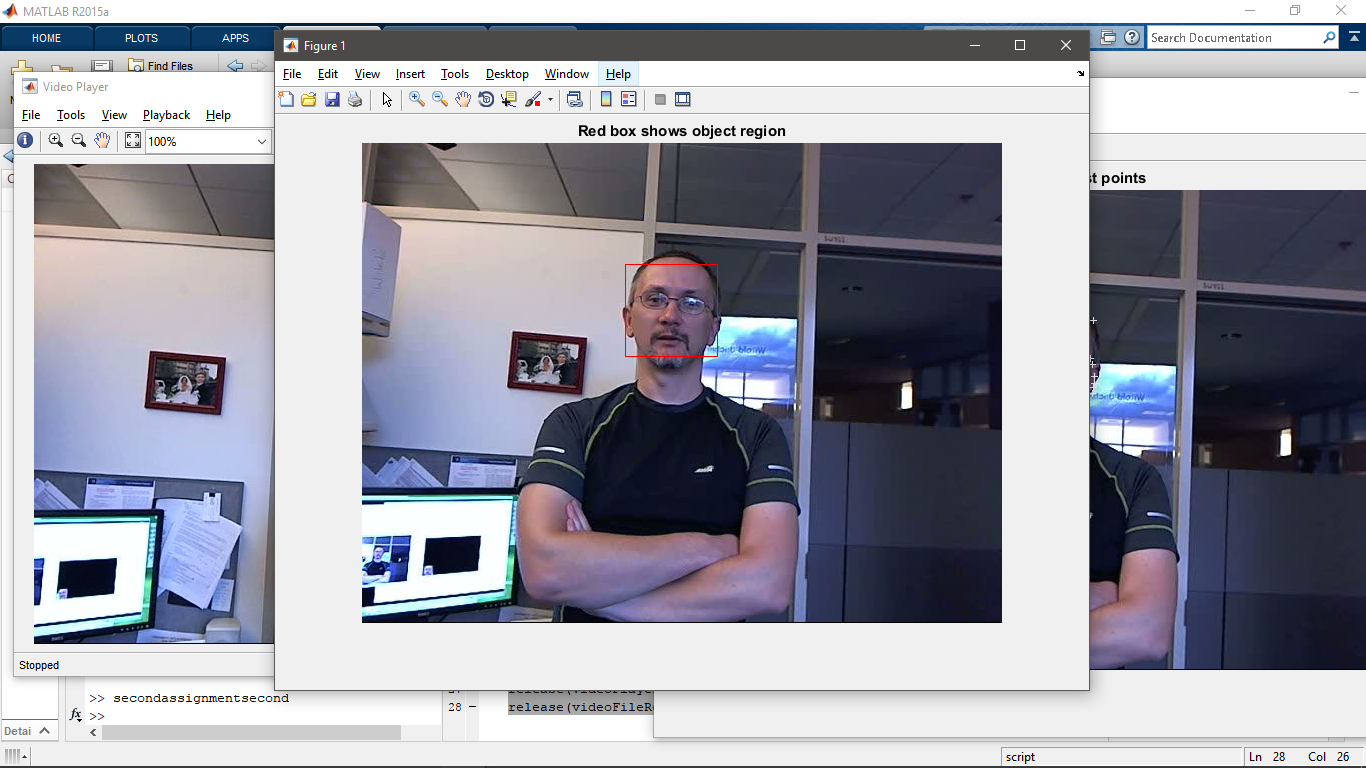 MATLAB R2015a
HOME
PLOTS
APPS
Search Documentation
Find Files
Video Player
File Tools View Playback Help
100%
Stopped
Figure 1
File Edit View Insert Tools Desktop Window Help
Red box shows object region
st points
>> secondassignmentsecond
fx >>
Detai
28 release(videoFileR
script
Ln 28 Col 26